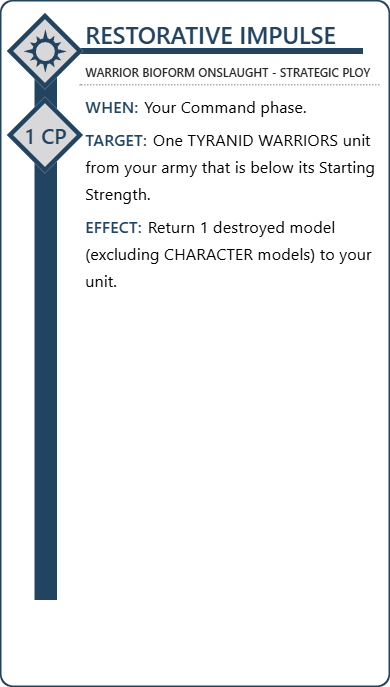 RESTORATIVE IMPULSE
WARRIOR BIOFORM ONSLAUGHT - STRATEGIC PLOY
1 CP
WHEN: Your Command phase.
TARGET: One TYRANID WARRIORS unit
from your army that is below its Starting
Strength.
EFFECT: Return 1 destroyed model
(excluding CHARACTER models) to your
unit.